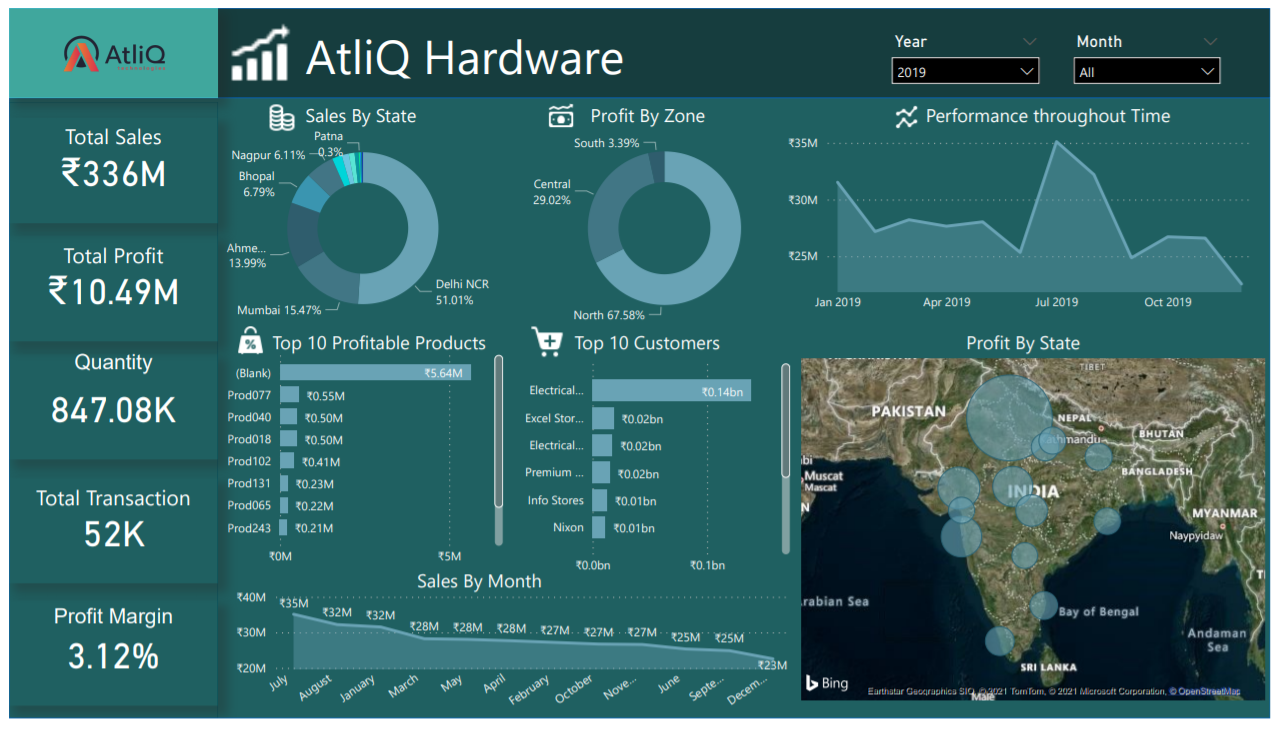 AtliQ
AtliQ Hardware
Year
2019
Month
All
Total Sales
₹336M
Total Profit
₹10.49M
Quantity
847.08K
Total Transaction
52K
Profit Margin
3.12%
Sales By State
Patna
0.3%
Nagpur 6.11%
Bhopal
6.79%
Ahme...
13.99%
Mumbai 15.47%
Delhi NCR
51.01%
Profit By Zone
South 3.39%
Central
29.02%
North 67.58%
Performance throughout Time
₹35M
₹30M
₹25M
Jan 2019
Apr 2019
Jul 2019
Oct 2019
Top 10 Profitable Products
(Blank) ₹5.64M
Prod077 ₹0.55M
Prod040 ₹0.50M
Prod018 ₹0.50M
Prod102 ₹0.41M
Prod131 ₹0.23M
Prod065 ₹0.22M
Prod243 ₹0.21M
₹0M ₹5M
Top 10 Customers
Electrical... ₹0.14bn
Excel Stor... ₹0.02bn
Electrical... ₹0.02bn
Premium ... ₹0.02bn
Info Stores ₹0.01bn
Nixon ₹0.01bn
₹0.0bn ₹0.1bn
Sales By Month
₹40M
₹30M
₹20M
₹35M ₹32M ₹32M ₹28M ₹28M ₹28M ₹27M ₹27M ₹27M ₹25M ₹25M ₹23M
July August January March May April February October Nove... June Septe... Decem...
Profit By State
TIBET
PAKISTAN
NEPAL
Kathmandu
BHUTAN
BANGLADESH
Muscat
Mascat
INDIA
MYANMAR
Naypyidaw
rabian Sea
Bay of Bengal
Andaman
Sea
SRI LANKA
Bing
Earthstar Geographics SIO, © 2021 TomTom, © 2021 Microsoft Corporation, © OpenStreetMap
Male